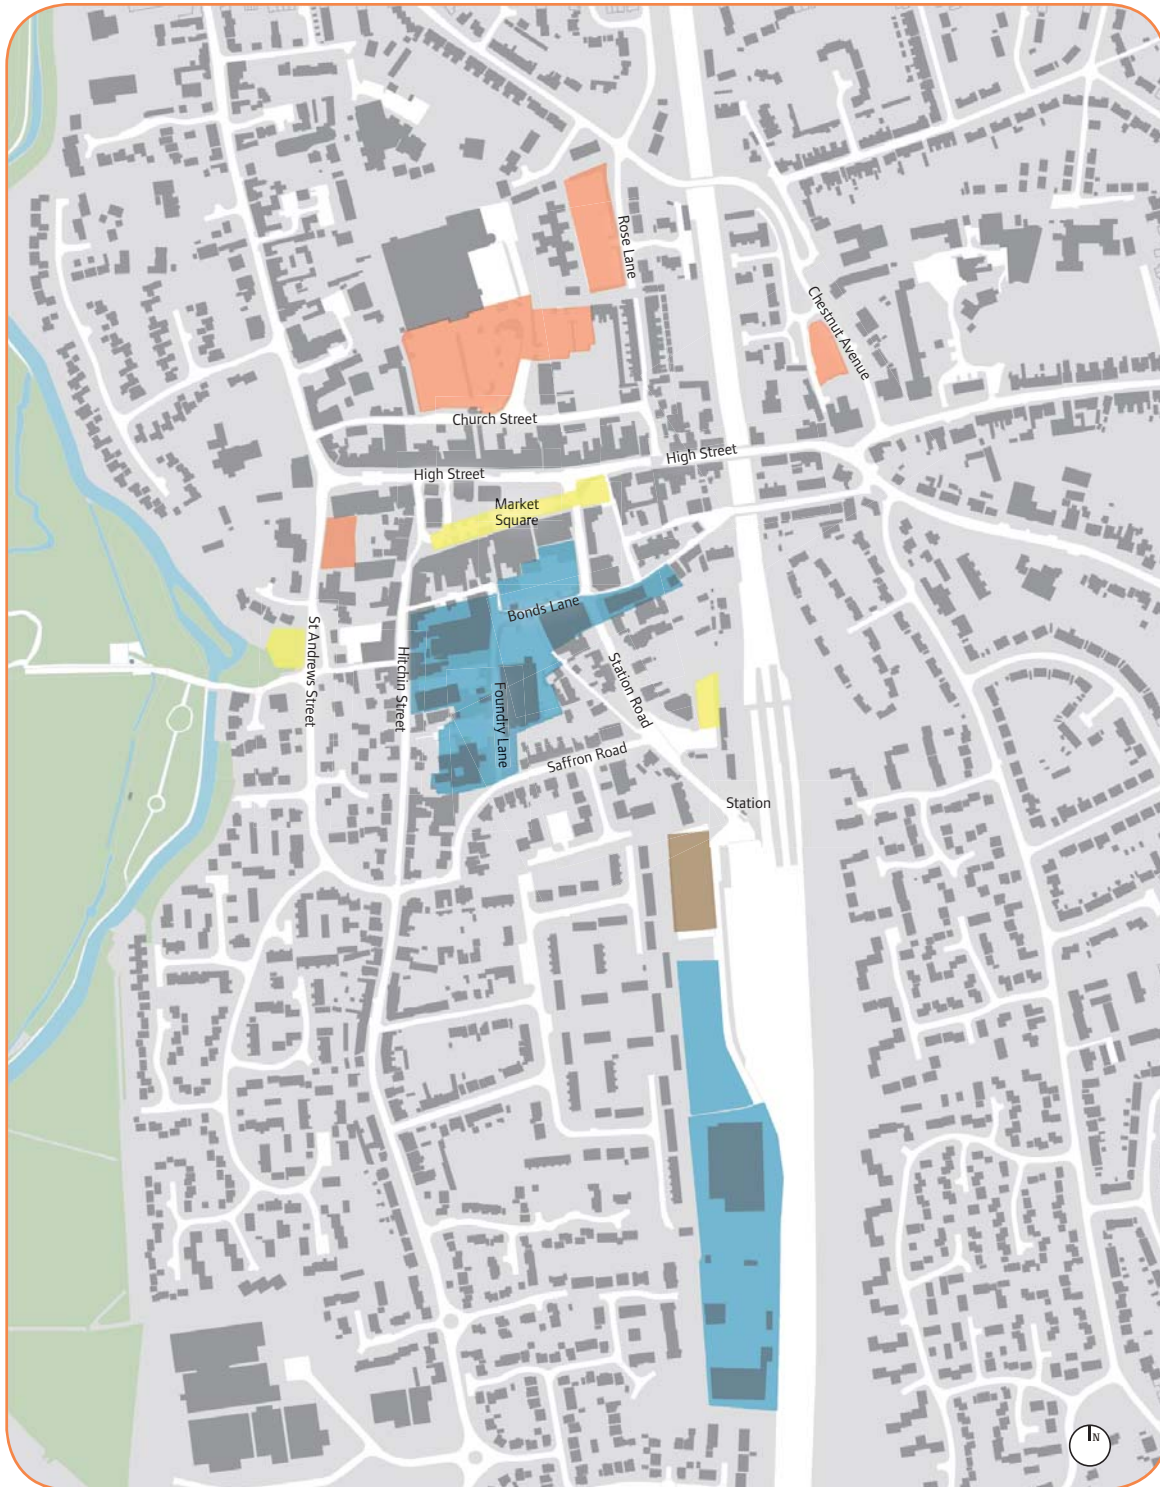 Rose Lane
Chestnut Avenue
Church Street
High Street
High Street
Market
Square
Bonds Lane
St Andrews Street
Hitchin Street
Foundry Lane
Station Road
Saffron Road
Station
N